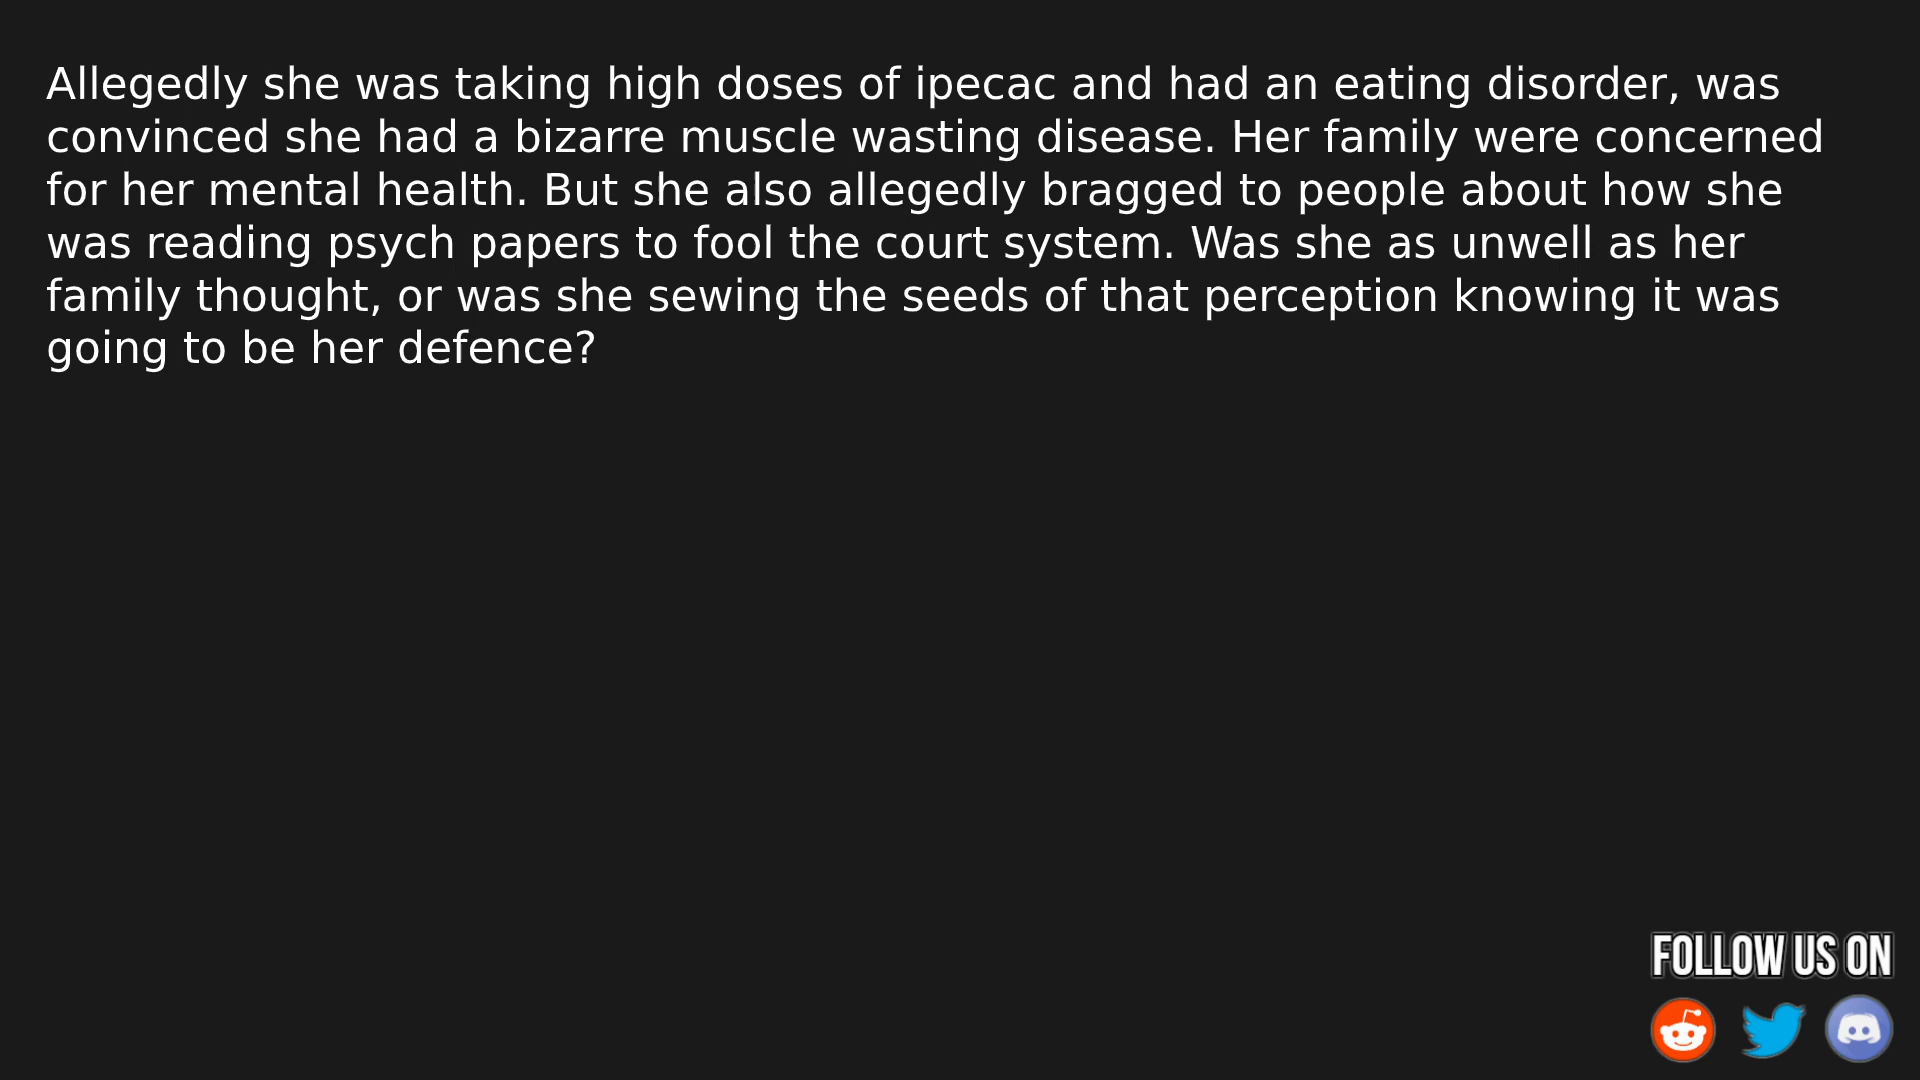 Allegedly she was taking high doses of ipecac and had an eating disorder, was
convinced she had a bizarre muscle wasting disease. Her family were concerned
for her mental health. But she also allegedly bragged to people about how she
was reading psych papers to fool the court system. Was she as unwell as her
family thought, or was she sewing the seeds of that perception knowing it was
going to be her defence?
FOLLOW US ON